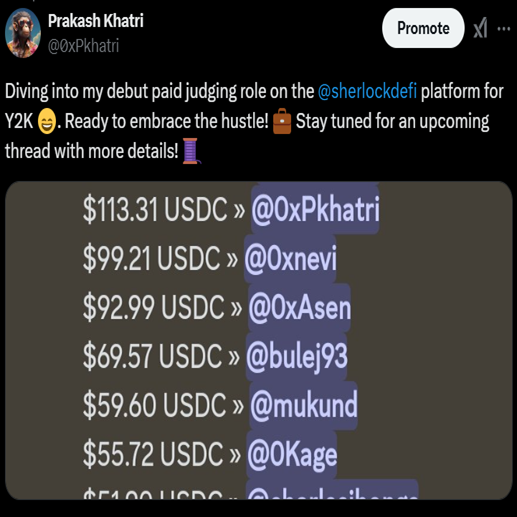 Prakash Khatri
@0xPkhatri
Promote
Diving into my debut paid judging role on the @sherlockdefi platform for
Y2K 😄. Ready to embrace the hustle! 💼 Stay tuned for an upcoming
thread with more details! 🧵
$113.31 USDC » @0xPkhatri
$99.21 USDC » @0xnevi
$92.99 USDC » @0xAsen
$69.57 USDC » @bulej93
$59.60 USDC » @mukund
$55.72 USDC » @0Kage